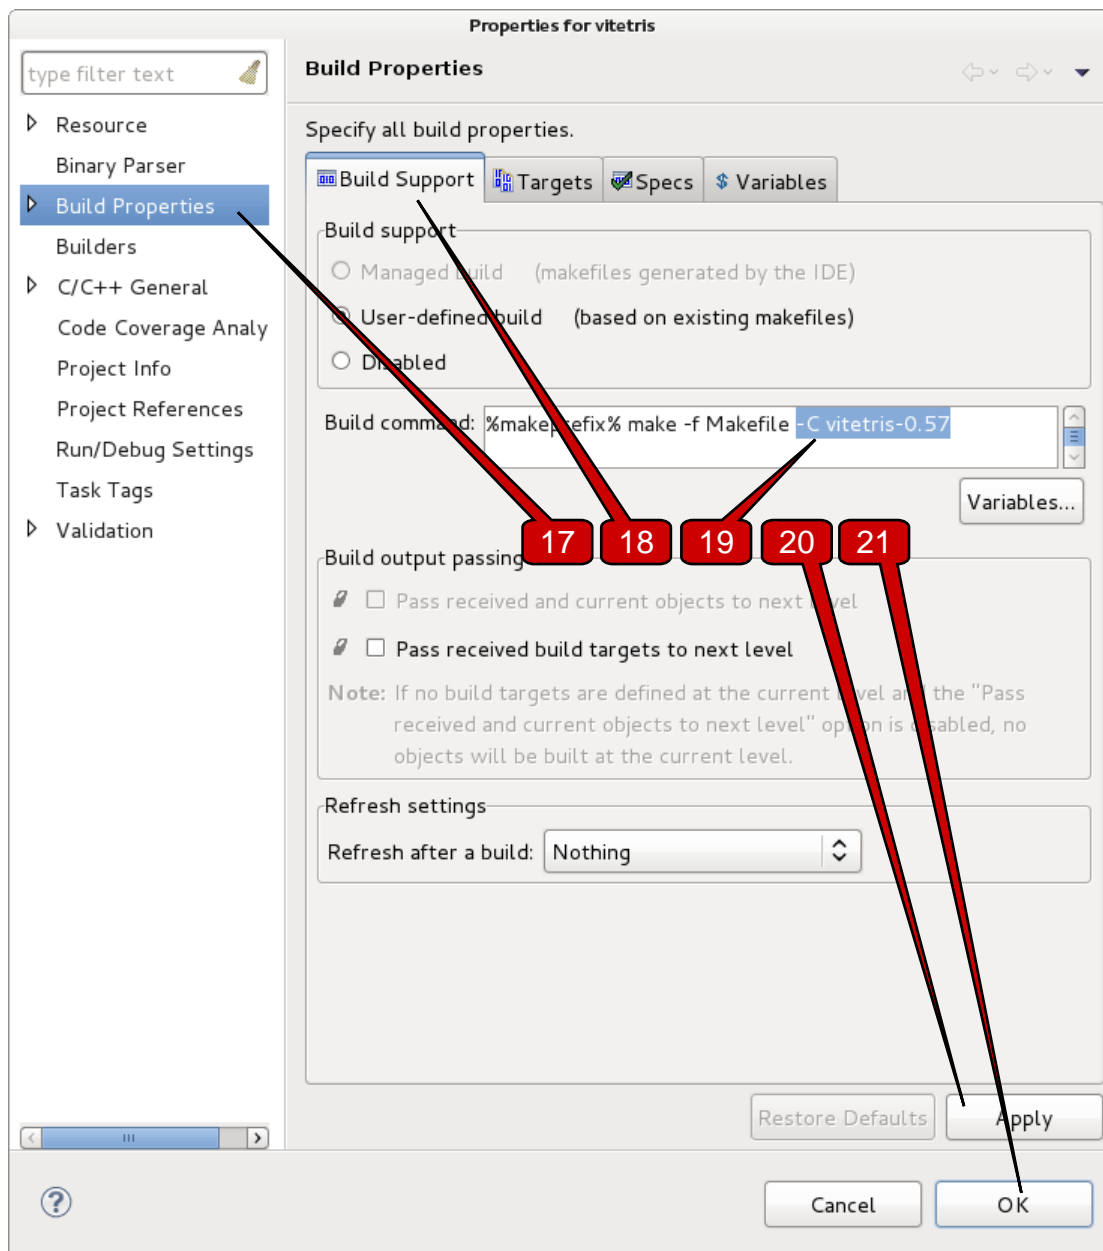 Properties for vitetris
type filter text
Build Properties
Resource
Binary Parser
Build Properties
Builders
C/C++ General
Code Coverage Analy
Project Info
Project References
Run/Debug Settings
Task Tags
Validation
Specify all build properties.
Build Support Targets Specs Variables
Build support
Managed build (makefiles generated by the IDE)
User-defined build (based on existing makefiles)
Disabled
Build command: %makeprefix% make -f Makefile -C vitetris-0.57
Variables...
17 18 19 20 21
Build output passing
Pass received and current objects to next level
Pass received build targets to next level
Note: If no build targets are defined at the current level and the "Pass
received and current objects to next level" option is disabled, no
objects will be built at the current level.
Refresh settings
Refresh after a build: Nothing
Restore Defaults Apply
Cancel OK